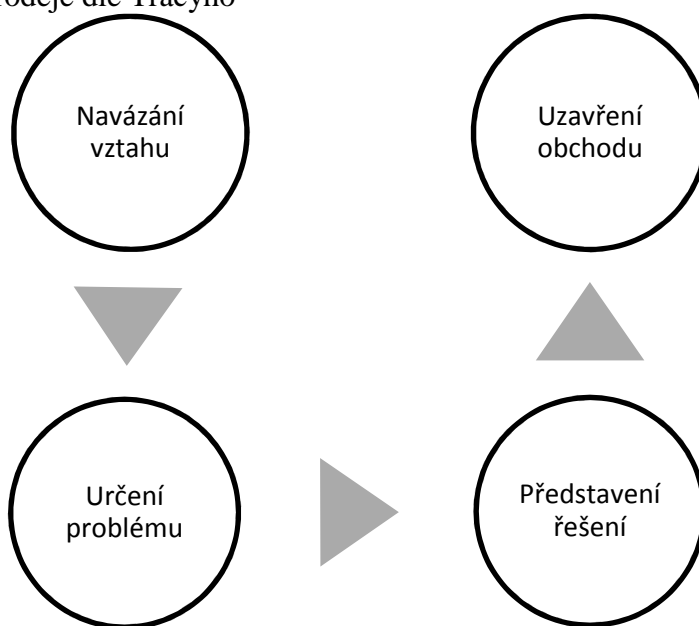 dle Tracyho
Navázání
vztahu
Určení
problému
Představení
řešení
Uzavření
obchodu